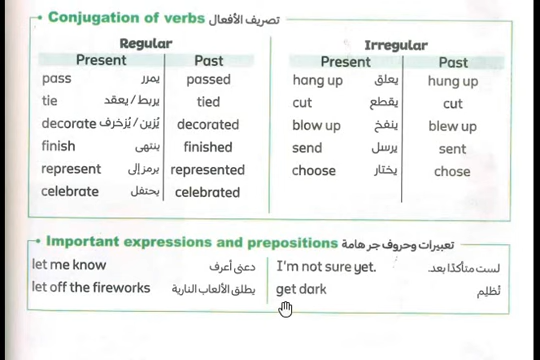 Conjugation of verbs تصريف الأفعال
Regular
Present Past
pass يمرر passed
tie يربط / يعقد tied
decorate يُزين / يُزخرف decorated
finish ينتهى finished
represent يرمز إلى represented
celebrate يحتفل celebrated
Irregular
Present Past
hang up يعلق hung up
cut يقطع cut
blow up ينفخ blew up
send يرسل sent
choose يختار chose
Important expressions and prepositions تعبيرات وحروف جر هامة
let me know دعنى أعرف
I'm not sure yet. لست متأكدًا بعد.
let off the fireworks يطلق الألعاب النارية
get dark تُظلِم